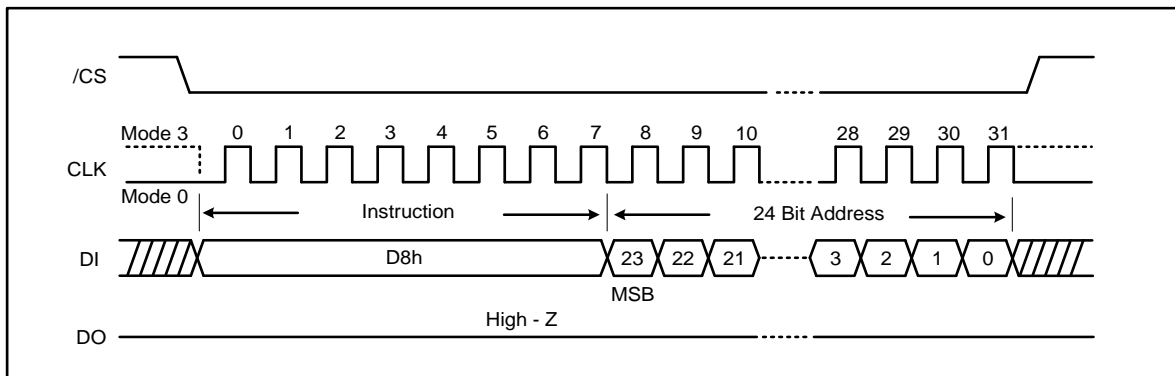 /CS
Mode 3 0 1 2 3 4 5 6 7 8 9 10 28 29 30 31
CLK
Mode 0
Instruction 24 Bit Address
DI D8h 23 22 21 3 2 1 0
MSB
High - Z
DO